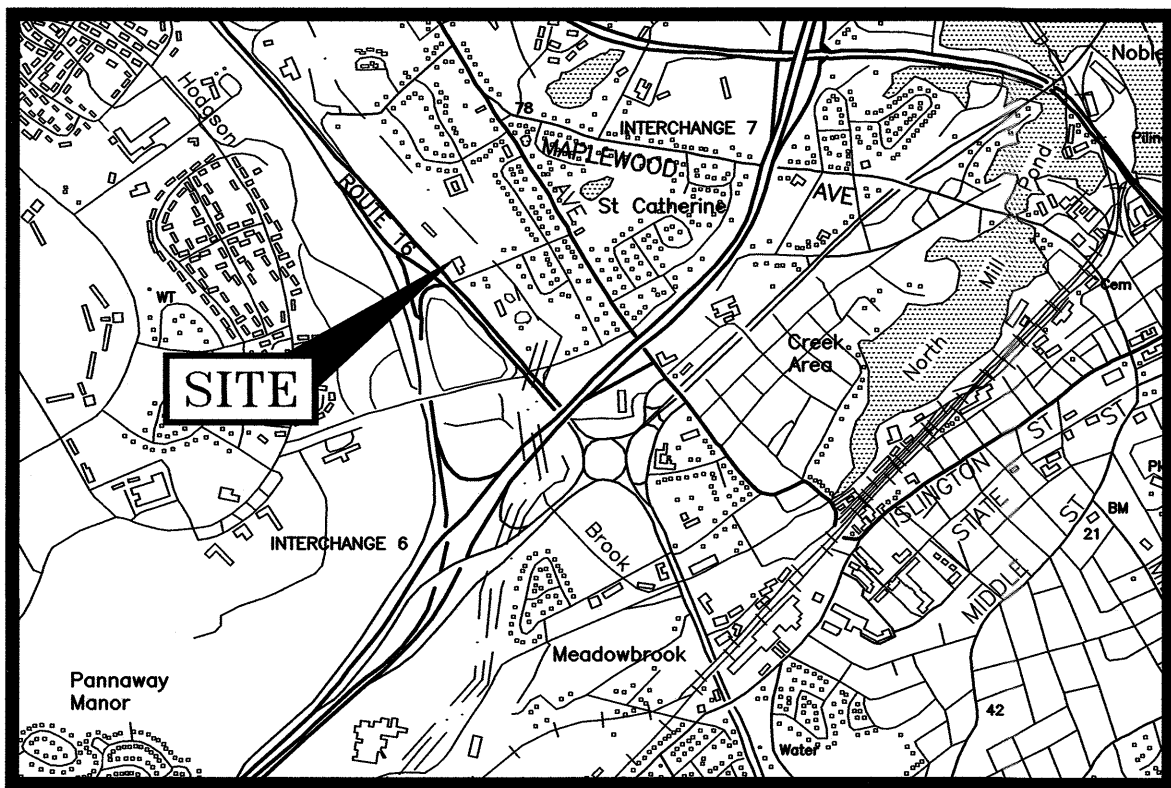 Noble
Hodgson
78
INTERCHANGE 7
MAPLEWOOD
AVE
AVE
St Catherine
Pond
ROUTE 16
Mill
WT
Cem
North
Creek
Area
SITE
ST
ST
ISLINGTON
STATE
ST
BM
21
MIDDLE
INTERCHANGE 6
Brook
Meadowbrook
Pannaway
Manor
42
Water